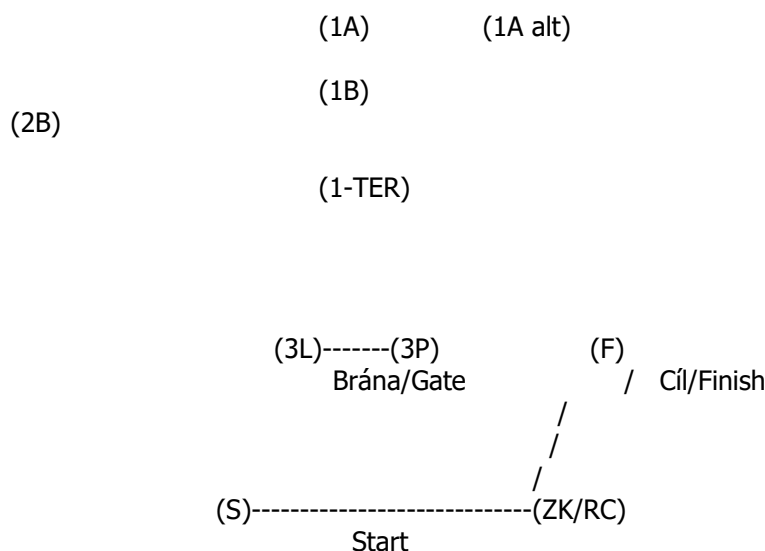 (1A) (1A alt)
(1B)
(2B)
(1-TER)
(3L)-------(3P) (F)
Brána/Gate / Cíl/Finish
/
/
/
(S)-----------------------------(ZK/RC)
Start